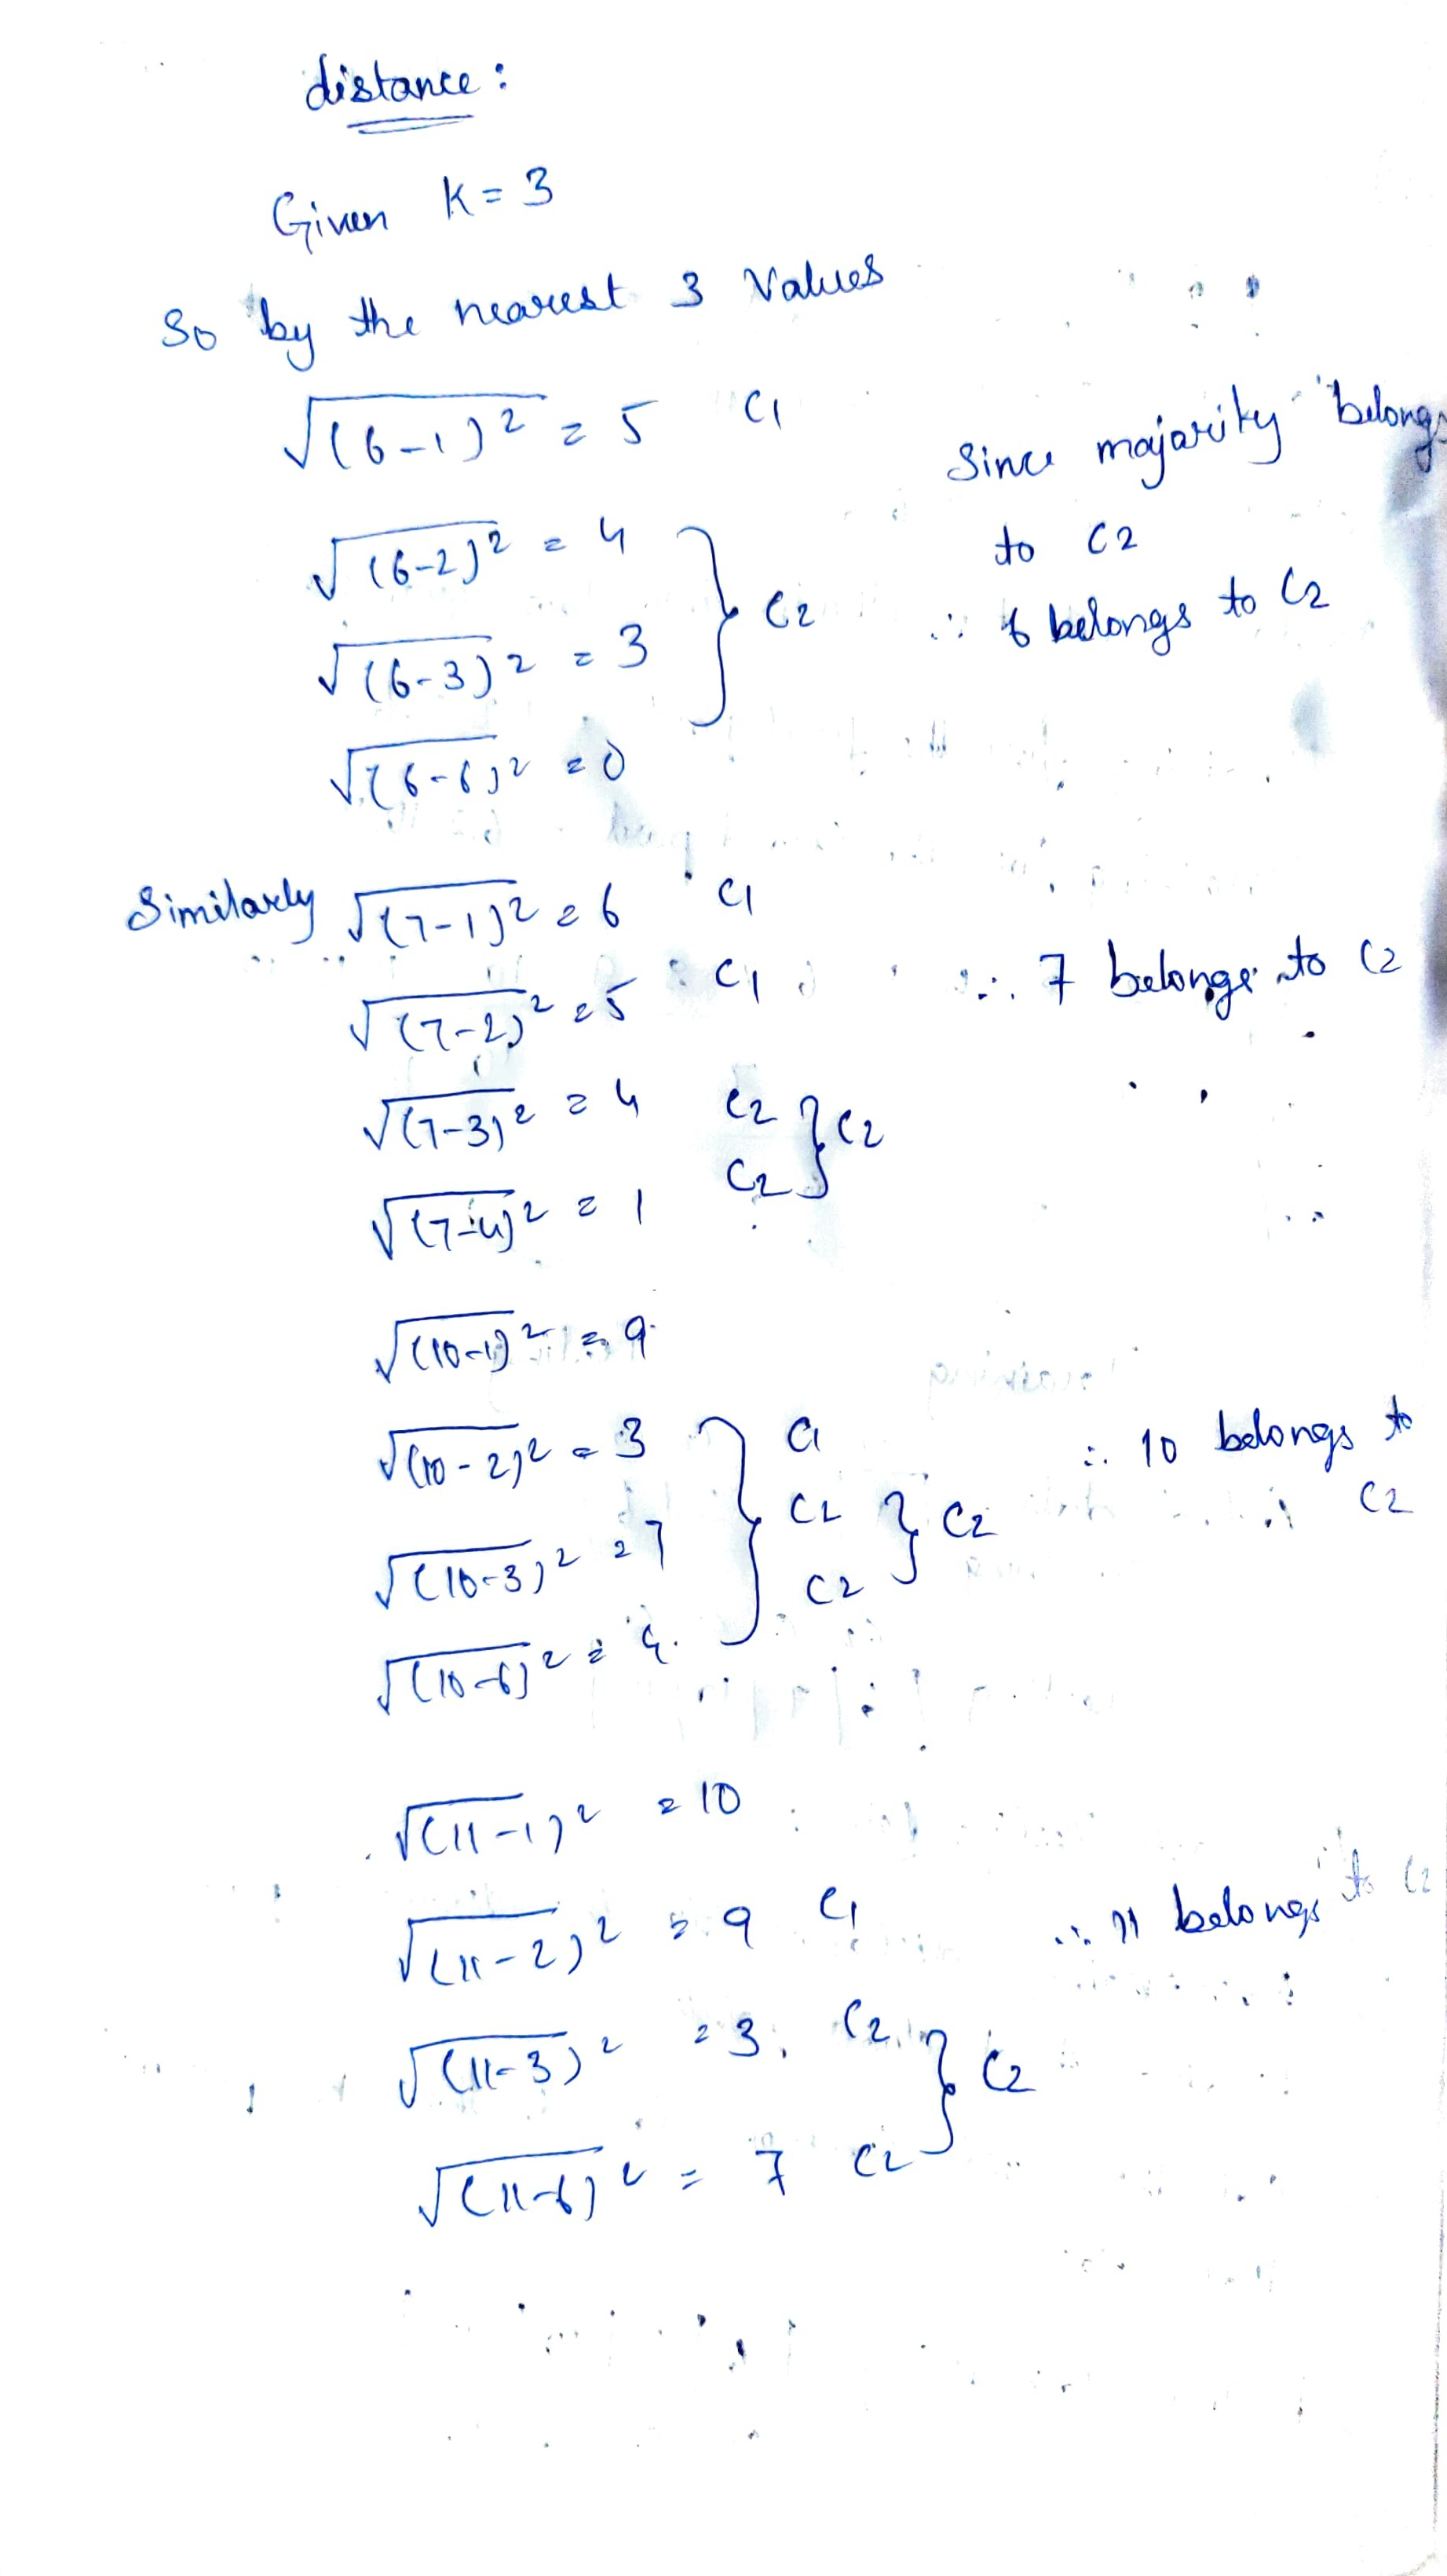 distance:
Given K = 3
So by the nearest 3 values
√(6-1)² = 5 C1
Since majority belongs
√(6-2)² = 4
to C2
√(6-3)² = 3 } C2
∴ 6 belongs to C2
√(6-6)² = 0
Similarly √(7-1)² = 6 C1
√(7-2)² = 5 C1 ∴ 7 belongs to C2
√(7-3)² = 4 C2 } C2
√(7-4)² = 1 C2
√(10-1)² = 9
√(10-2)² = 3 } C1 ∴ 10 belongs to
√(10-3)² = 7 C2 } C2 C2
√(10-6)² = 4. C2
√(11-1)² = 10
√(11-2)² = 9 C1 ∴ 11 belongs to C2
√(11-3)² = 3. C2 } C2
√(11-6)² = 7 C2